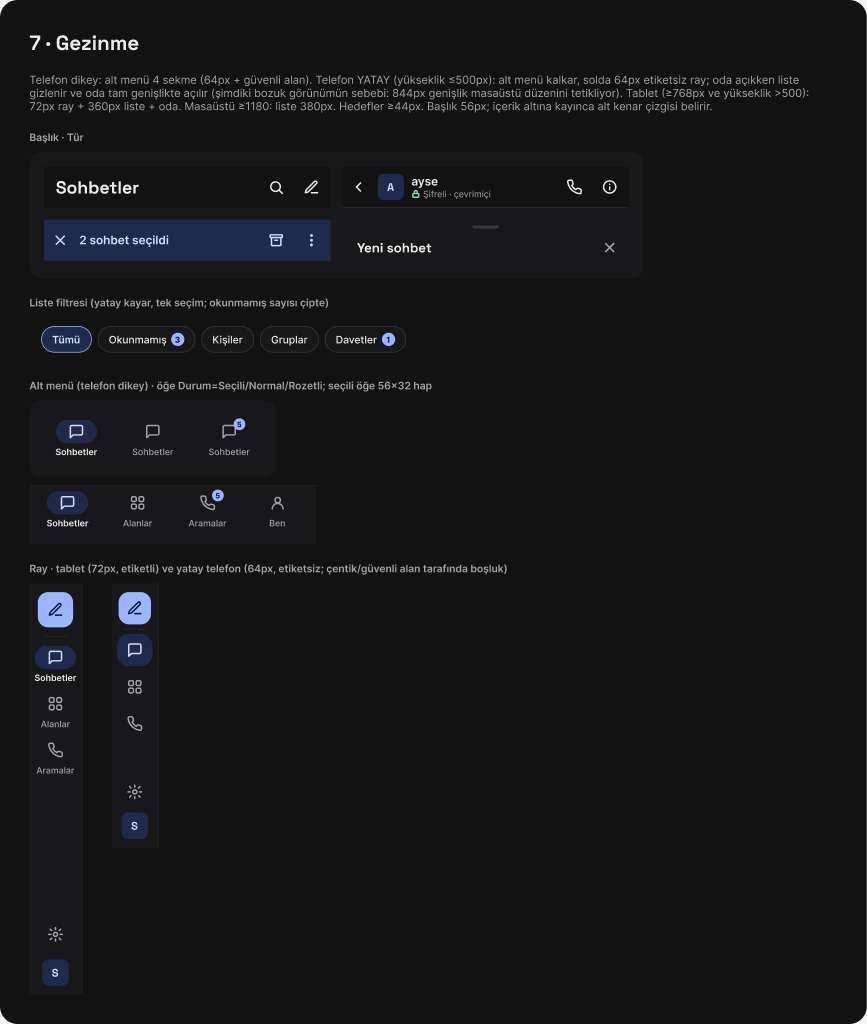 7 · Gezinme
Telefon dikey: alt menü 4 sekme (64px + güvenli alan). Telefon YATAY (yükseklik ≤500px): alt menü kalkar, solda 64px etiketsiz ray; oda açıkken liste
gizlenir ve oda tam genişlikte açılır (şimdiki bozuk görünümün sebebi: 844px genişlik masaüstü düzenini tetikliyor). Tablet (≥768px ve yükseklik >500):
72px ray + 360px liste + oda. Masaüstü ≥1180: liste 380px. Hedefler ≥44px. Başlık 56px; içerik altına kayınca alt kenar çizgisi belirir.
Başlık · Tür
Sohbetler
A
ayse
Şifreli · çevrimiçi
2 sohbet seçildi
Yeni sohbet
Liste filtresi (yatay kayar, tek seçim; okunmamış sayısı çipte)
Tümü Okunmamış 3 Kişiler Gruplar Davetler 1
Alt menü (telefon dikey) · öğe Durum=Seçili/Normal/Rozetli; seçili öğe 56×32 hap
5
Sohbetler Sohbetler Sohbetler
5
Sohbetler Alanlar Aramalar Ben
Ray · tablet (72px, etiketli) ve yatay telefon (64px, etiketsiz; çentik/güvenli alan tarafında boşluk)
Sohbetler
Alanlar
Aramalar
S
S